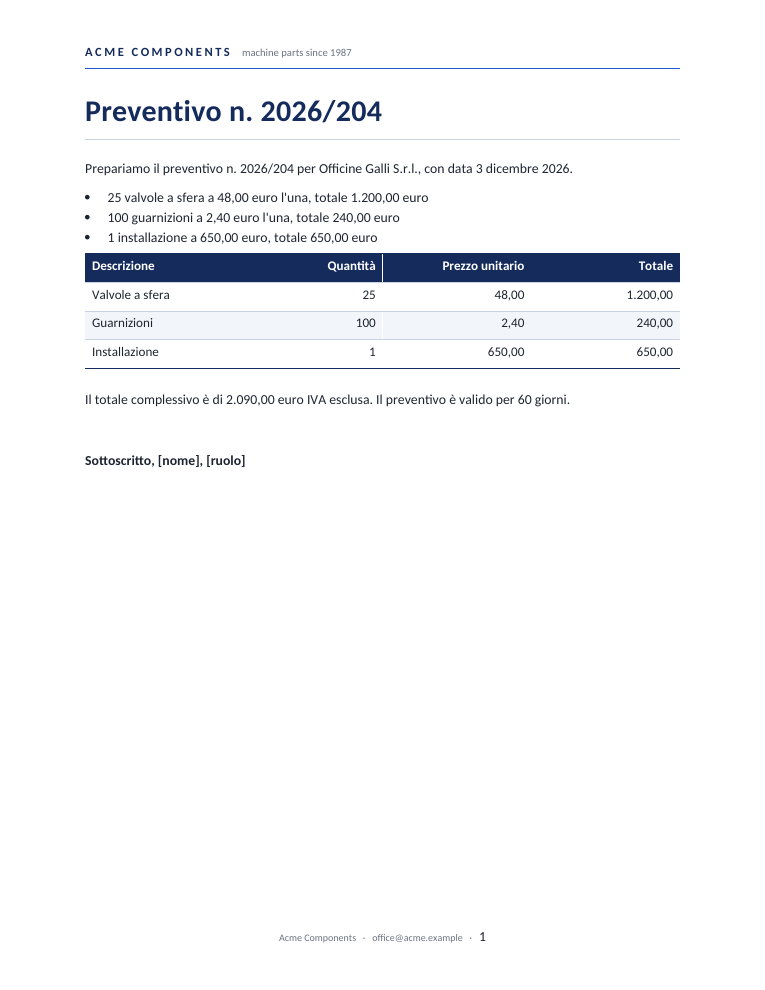 ACME COMPONENTS machine parts since 1987
Preventivo n. 2026/204
Prepariamo il preventivo n. 2026/204 per Officine Galli S.r.l., con data 3 dicembre 2026.
• 25 valvole a sfera a 48,00 euro l'una, totale 1.200,00 euro
• 100 guarnizioni a 2,40 euro l'una, totale 240,00 euro
• 1 installazione a 650,00 euro, totale 650,00 euro
Descrizione Quantità Prezzo unitario Totale
Valvole a sfera 25 48,00 1.200,00
Guarnizioni 100 2,40 240,00
Installazione 1 650,00 650,00
Il totale complessivo è di 2.090,00 euro IVA esclusa. Il preventivo è valido per 60 giorni.
Sottoscritto, [nome], [ruolo]
Acme Components · office@acme.example · 1